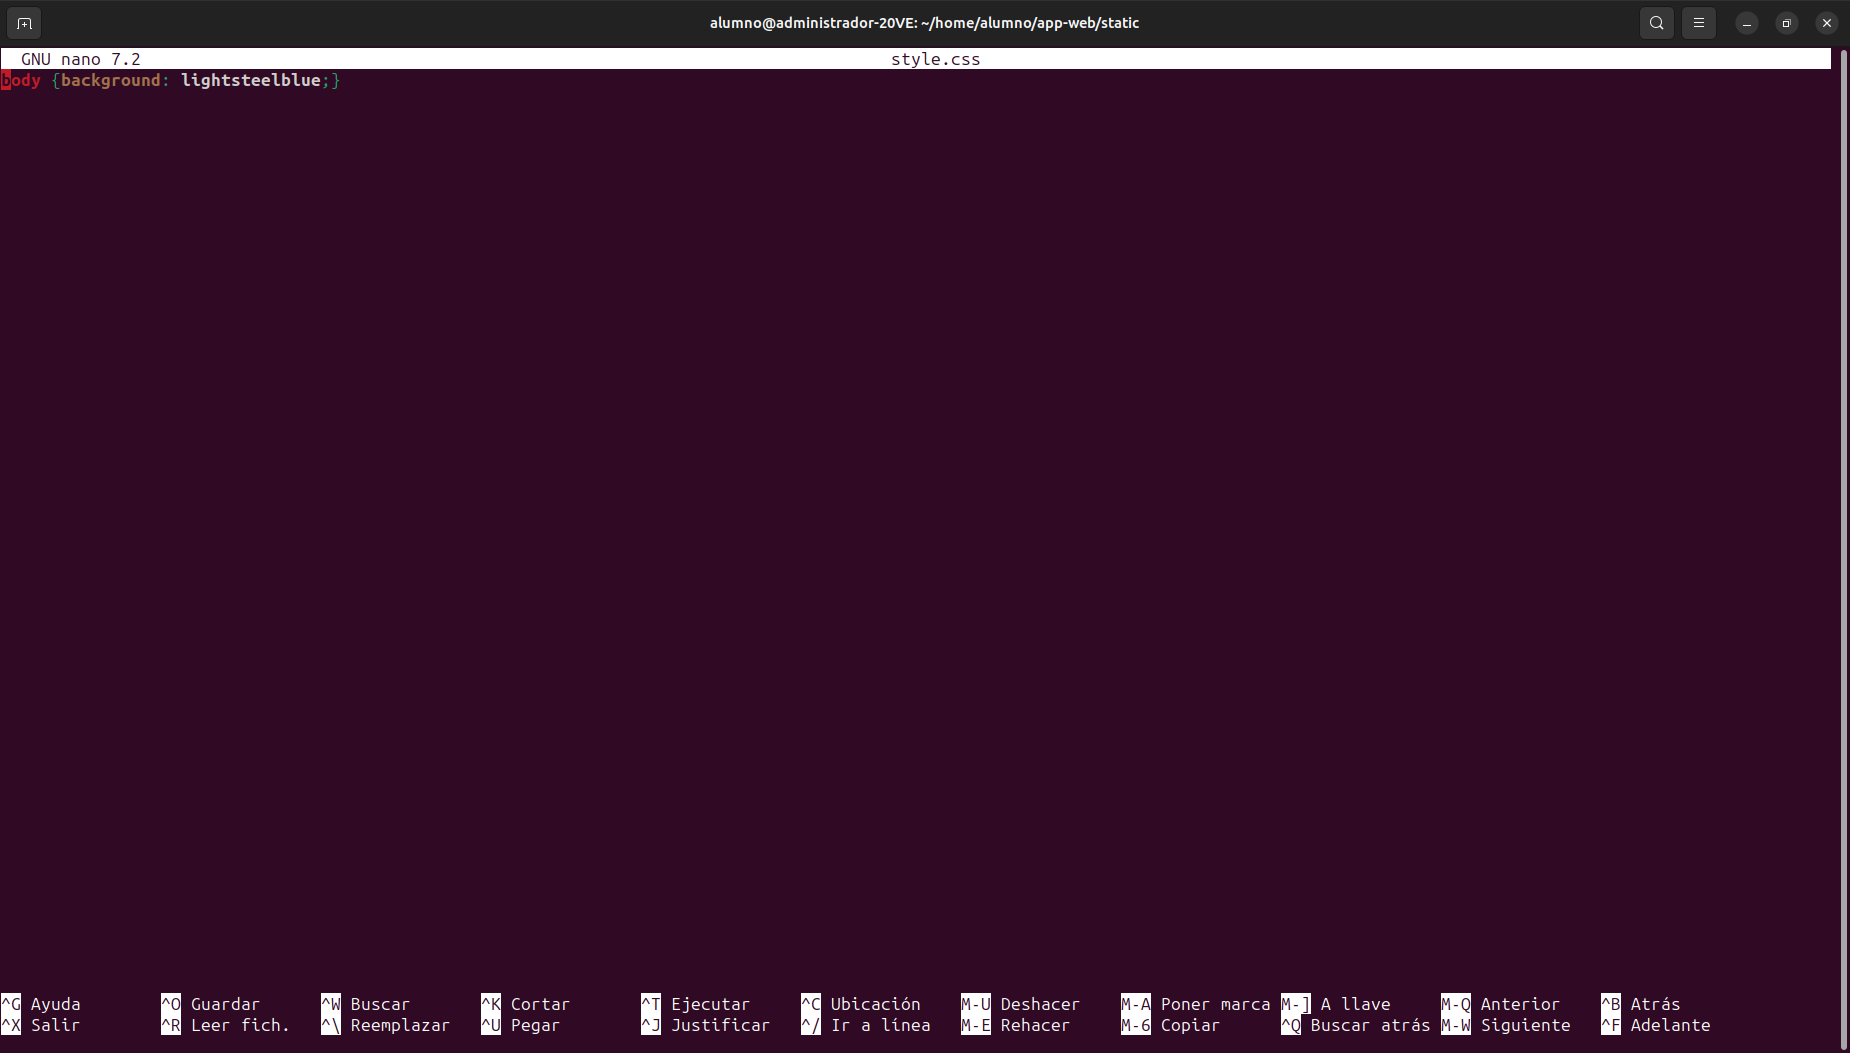 alumno@administrador-20VE: ~/home/alumno/app-web/static
GNU nano 7.2 style.css
body {background: lightsteelblue;}
^G Ayuda ^O Guardar ^W Buscar ^K Cortar ^T Ejecutar ^C Ubicación M-U Deshacer M-A Poner marca M-] A llave M-Q Anterior ^B Atrás
^X Salir ^R Leer fich. ^\ Reemplazar ^U Pegar ^J Justificar ^/ Ir a línea M-E Rehacer M-6 Copiar ^Q Buscar atrás M-W Siguiente ^F Adelante